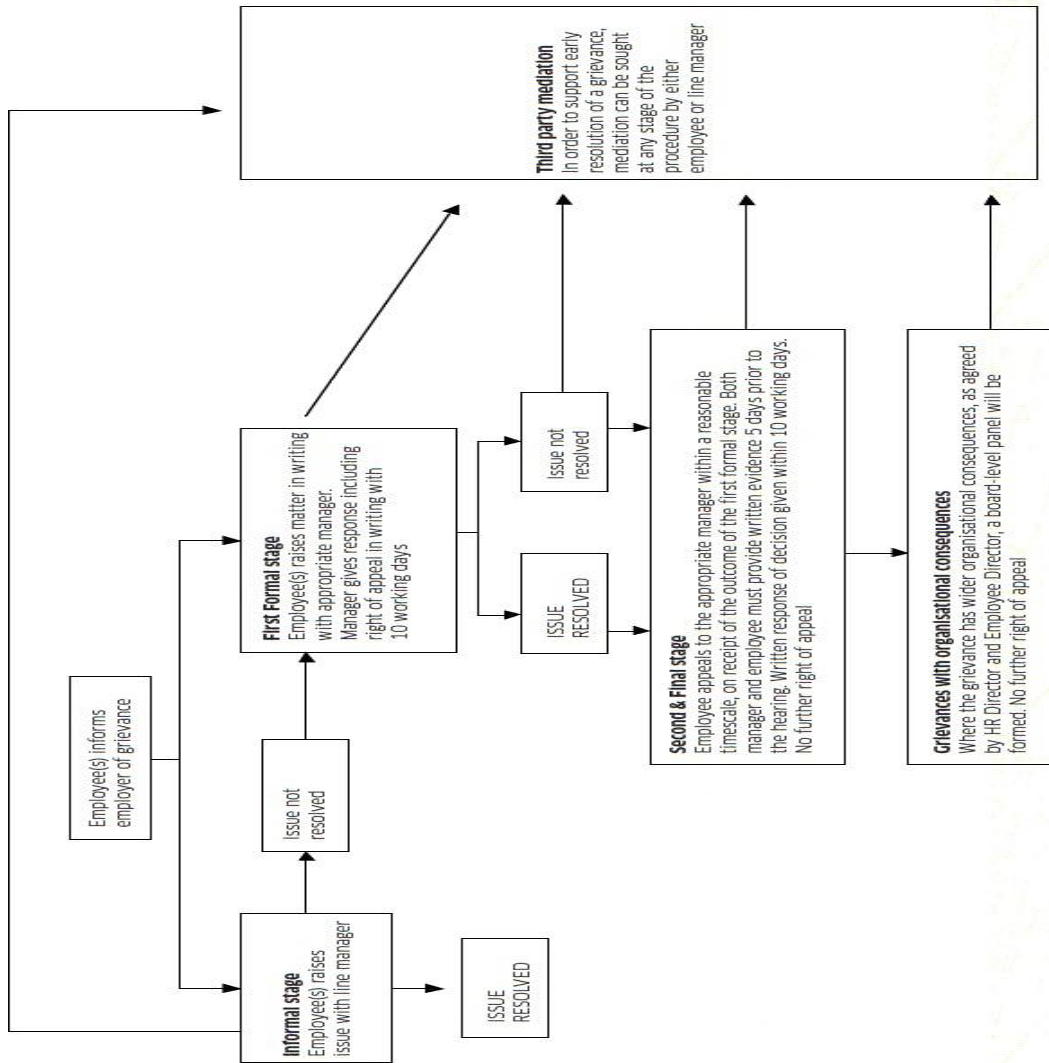 Employee(s) informs
employer of grievance
Informal stage
Employee(s) raises
issue with line manager
ISSUE
RESOLVED
Issue not
resolved
First Formal stage
Employee(s) raises matter in writing
with appropriate manager.
Manager gives response including
right of appeal in writing with
10 working days
ISSUE
RESOLVED
Issue not
resolved
Second & Final stage
Employee appeals to the appropriate manager within a reasonable
timescale, on receipt of the outcome of the first formal stage. Both
manager and employee must provide written evidence 5 days prior to
the hearing. Written response of decision given within 10 working days.
No further right of appeal
Grievances with organisational consequences
Where the grievance has wider organisational consequences, as agreed
by HR Director and Employee Director, a board-level panel will be
formed. No further right of appeal
Third party mediation
In order to support early
resolution of a grievance,
mediation can be sought
at any stage of the
procedure by either
employee or line manager